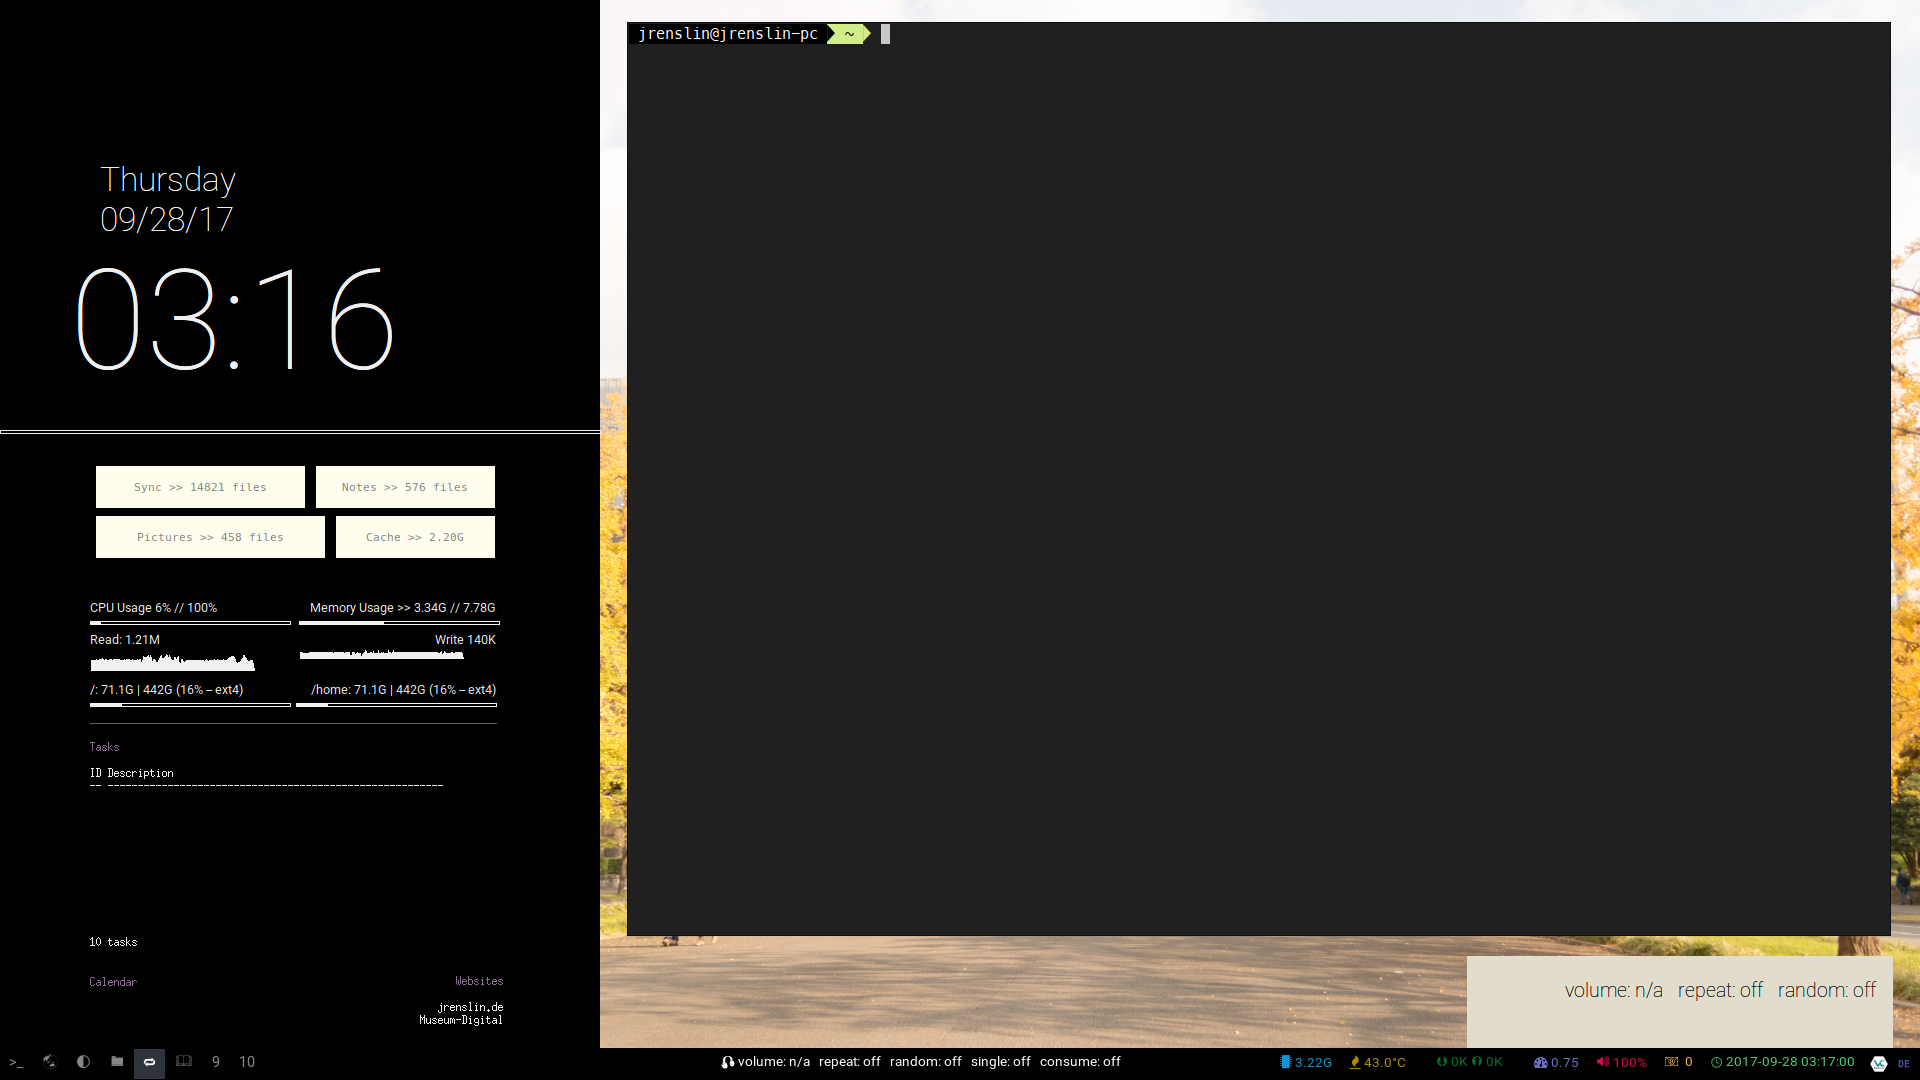 jrenslin@jrenslin-pc ~
Thursday
09/28/17
03:16
Sync >> 14821 files
Notes >> 576 files
Pictures >> 458 files
Cache >> 2.20G
CPU Usage 6% // 100%
Memory Usage >> 3.34G // 7.78G
Read: 1.21M
Write 140K
/: 71.1G | 442G (16% – ext4)
/home: 71.1G | 442G (16% – ext4)
Tasks
ID Description
-- --------------------------------------------------------
10 tasks
Calendar
Websites
jrenslin.de
Museum-Digital
volume: n/a repeat: off random: off
>_ 9 10
volume: n/a repeat: off random: off single: off consume: off
3.22G 43.0°C 0K 0K 0.75 100% 0 2017-09-28 03:17:00 DE